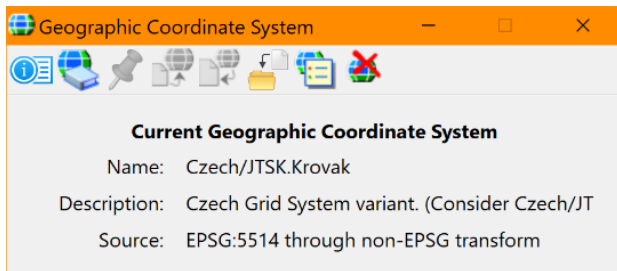 Geographic Coordinate System
Current Geographic Coordinate System
Name: Czech/JTSK.Krovak
Description: Czech Grid System variant. (Consider Czech/JT
Source: EPSG:5514 through non-EPSG transform